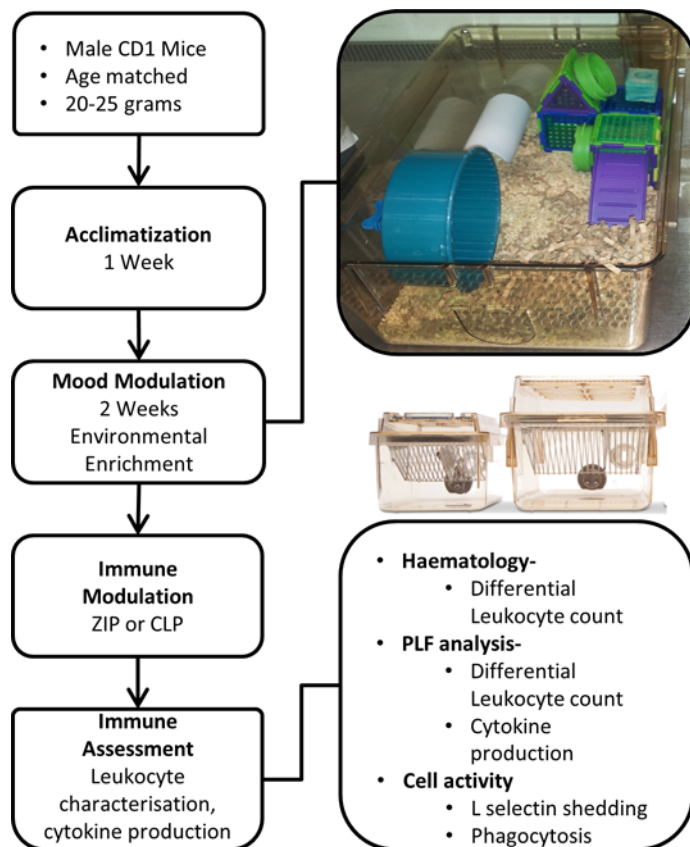 • Male CD1 Mice
• Age matched
• 20-25 grams
Acclimatization
1 Week
Mood Modulation
2 Weeks
Environmental
Enrichment
Immune
Modulation
ZIP or CLP
Immune
Assessment
Leukocyte
characterisation,
cytokine production
• Haematology-
• Differential
Leukocyte count
• PLF analysis-
• Differential
Leukocyte count
• Cytokine
production
• Cell activity
• L selectin shedding
• Phagocytosis